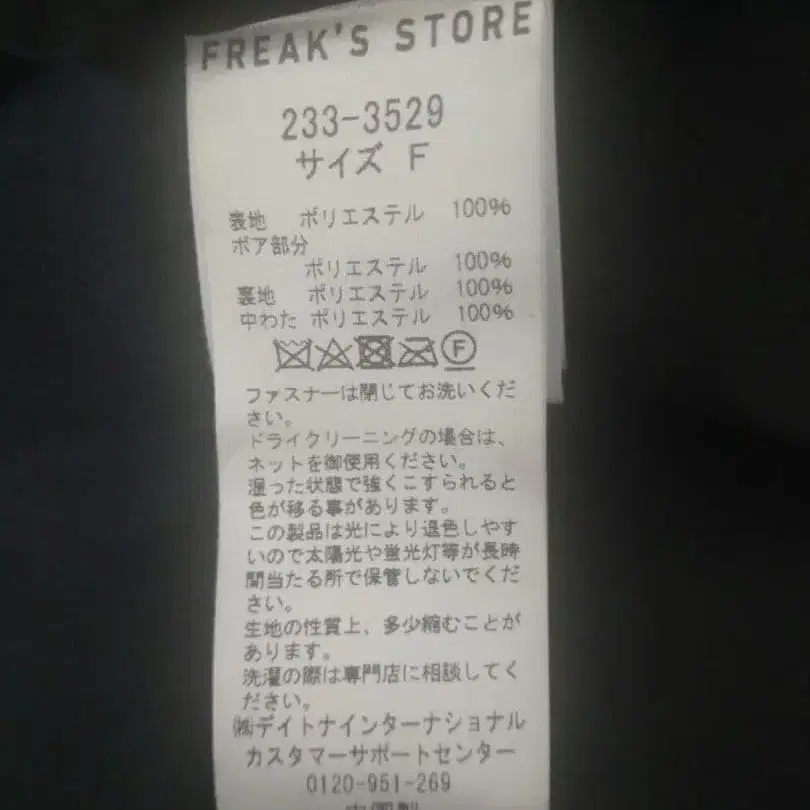 FREAK'S STORE
233-3529
サイズ F
表地 ポリエステル 100%
ボア部分
ポリエステル 100%
裏地 ポリエステル 100%
中わた ポリエステル 100%
F
ファスナーは閉じてお洗いくだ
さい。
ドライクリーニングの場合は、
ネットを御使用ください。
湿った状態で強くこすられると
色が移る事があります。
この製品は光により退色しやす
いので太陽光や蛍光灯等が長時
間当たる所で保管しないでくだ
さい。
生地の性質上、多少縮むことが
あります。
洗濯の際は専門店に相談してく
ださい。
㈱デイトナインターナショナル
カスタマーサポートセンター
0120-951-269
中国製